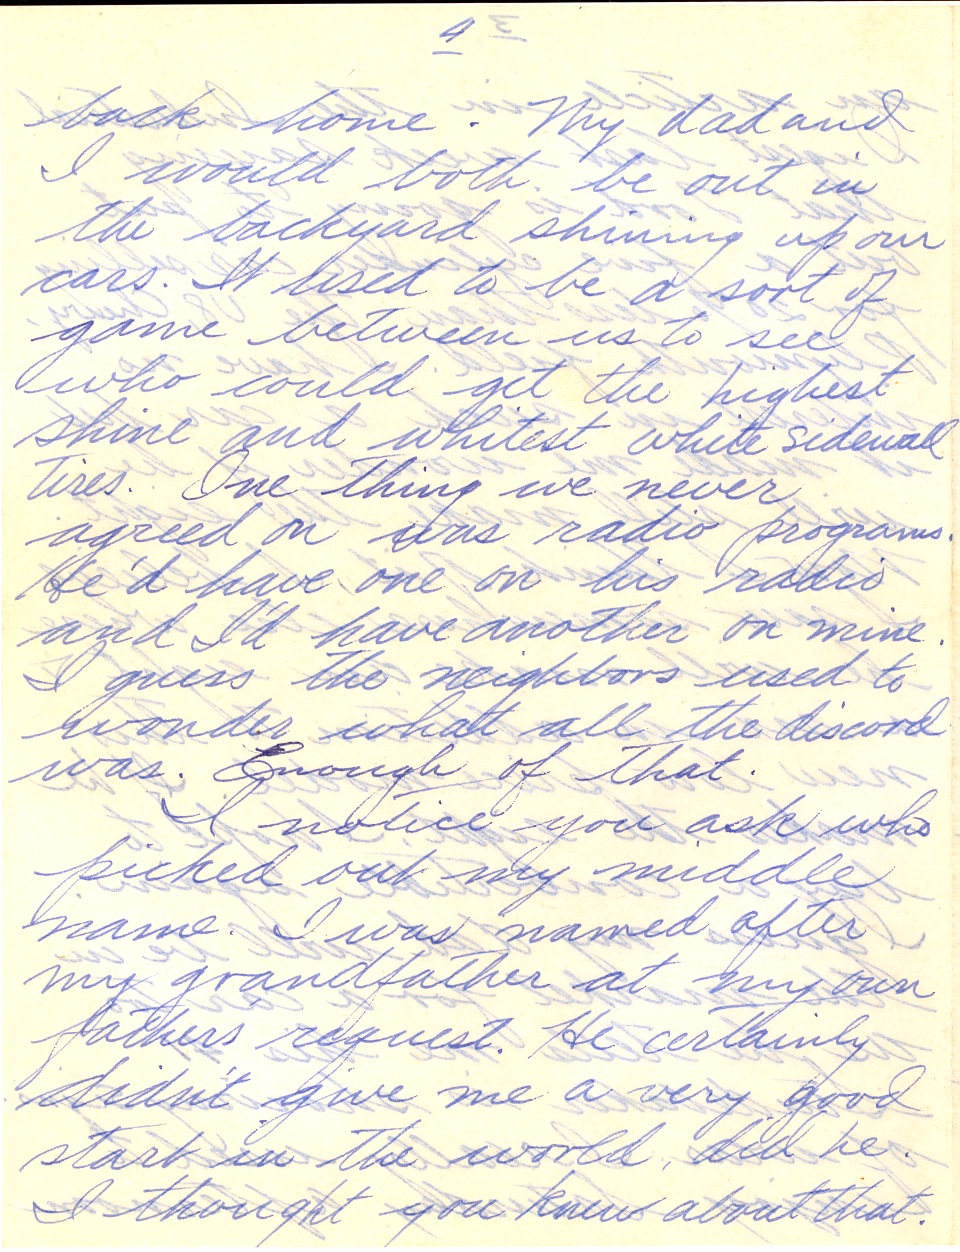 4
back home. My dad and
I would both be out in
the backyard shining up our
cars. It used to be a sort of
game between us to see
who could get the highest
shine and whitest white sidewall
tires. One thing we never
agreed on was radio programs.
He'd have one on his radio
and I'd have another on mine.
I guess the neighbors used to
wonder what all the discord
was. Enough of that.
I notice you ask who
picked out my middle
name. I was named after
my grandfather at my own
fathers request. He certainly
didn't give me a very good
start in the world, did he.
I thought you knew about that.